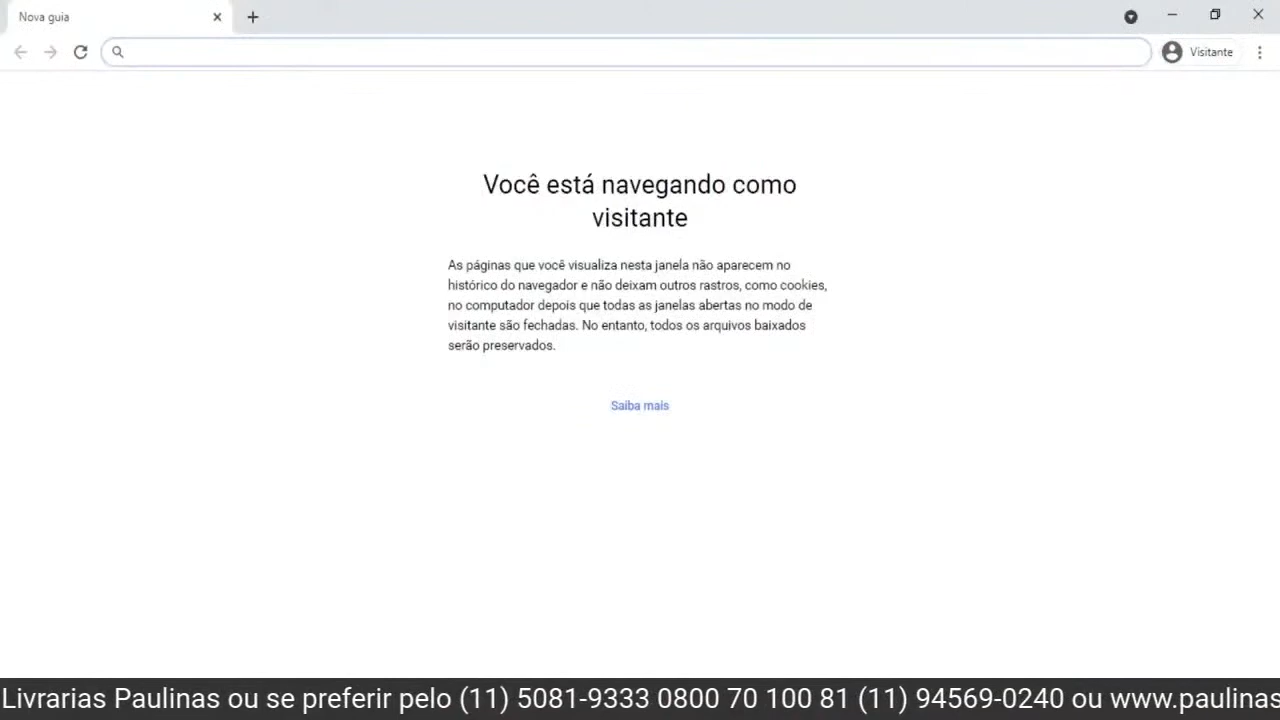 Nova guia
Visitante
Você está navegando como
visitante
As páginas que você visualiza nesta janela não aparecem no
histórico do navegador e não deixam outros rastros, como cookies,
no computador depois que todas as janelas abertas no modo de
visitante são fechadas. No entanto, todos os arquivos baixados
serão preservados.
Saiba mais
Livrarias Paulinas ou se preferir pelo (11) 5081-9333 0800 70 100 81 (11) 94569-0240 ou www.paulinas